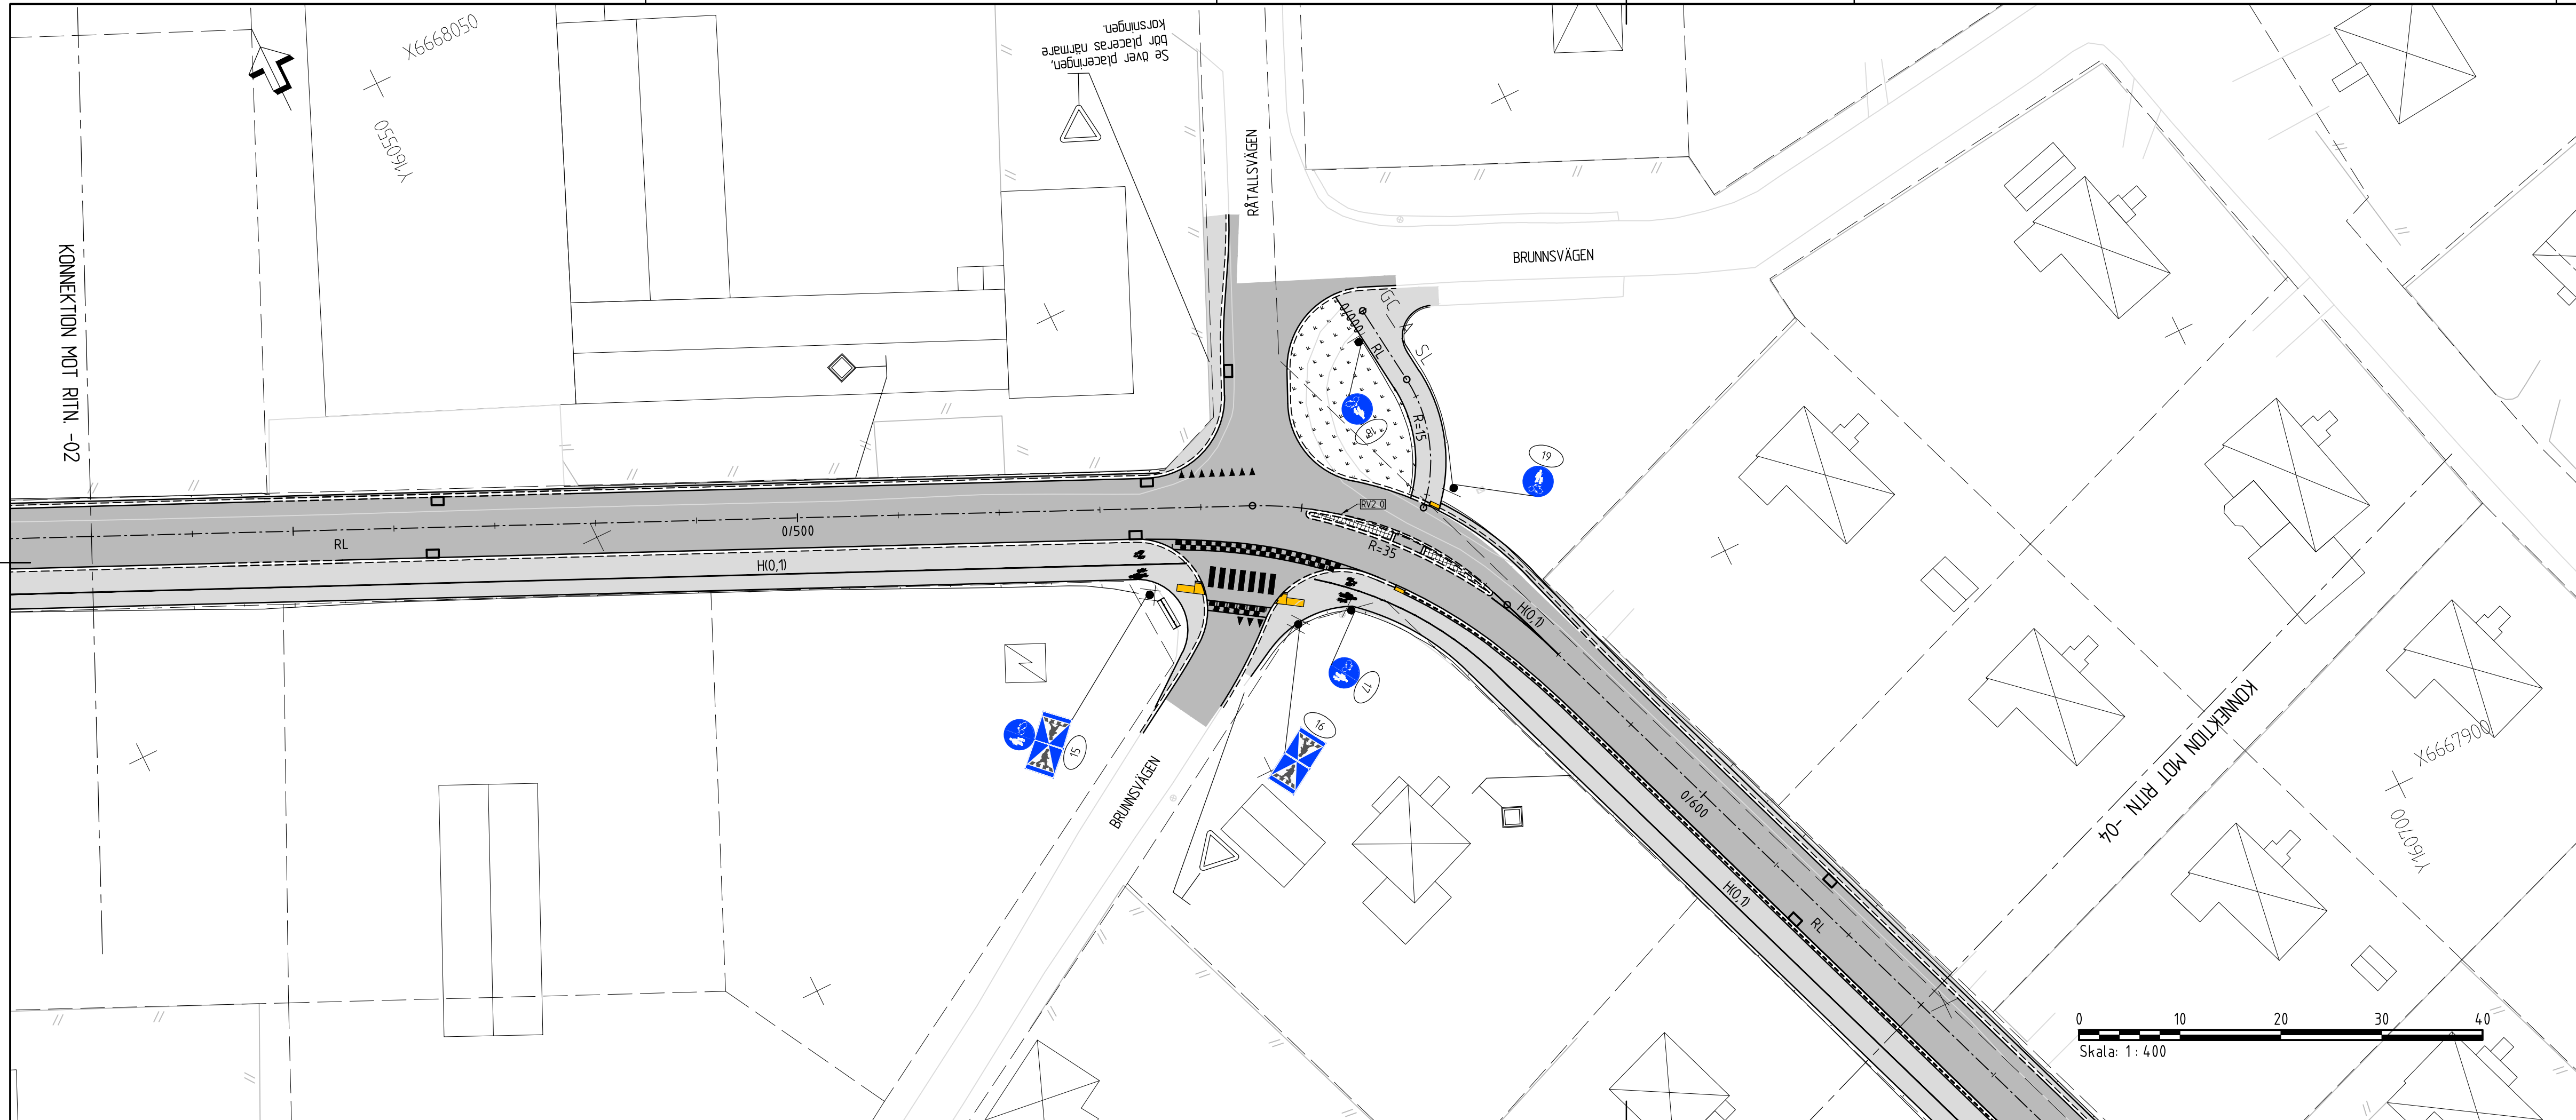 X6668050
Y160550
KONNEKTION MOT RITN. -02
Se över placeringen,
bör placeras närmare
korsningen.
RÅTALLSVÄGEN
BRUNNSVÄGEN
GC
SL
0/000
RL
R=15
18
19
RV2 0
R=35
H(0,1)
RL
0/500
H(0,1)
15
16
17
BRUNNSVÄGEN
0/600
H(0,1)
RL
KONNEKTION MOT RITN. -04
X6667900
Y160700
0 10 20 30 40
Skala: 1 : 400